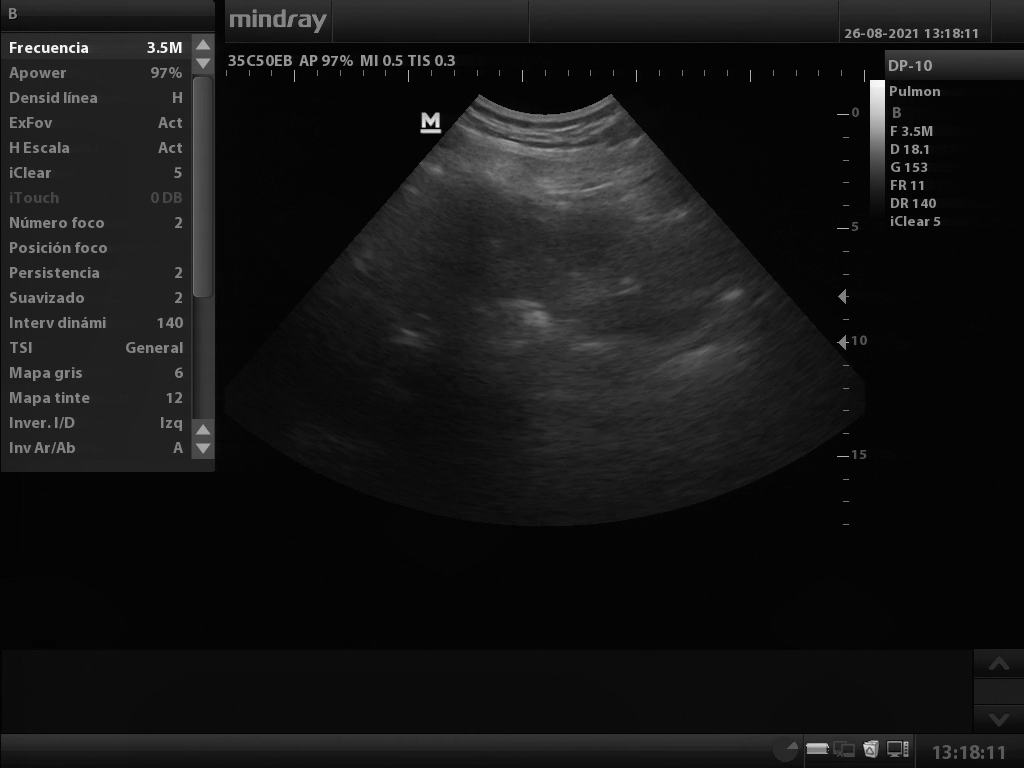 B
mindray
26-08-2021 13:18:11
Frecuencia 3.5M
Apower 97%
Densid línea H
ExFov Act
H Escala Act
iClear 5
iTouch 0 DB
Número foco 2
Posición foco
Persistencia 2
Suavizado 2
Interv dinámi 140
TSI General
Mapa gris 6
Mapa tinte 12
Inver. I/D Izq
Inv Ar/Ab A
35C50EB AP 97% MI 0.5 TIS 0.3
M
0
5
10
15
DP-10
Pulmon
B
F 3.5M
D 18.1
G 153
FR 11
DR 140
iClear 5
13:18:11